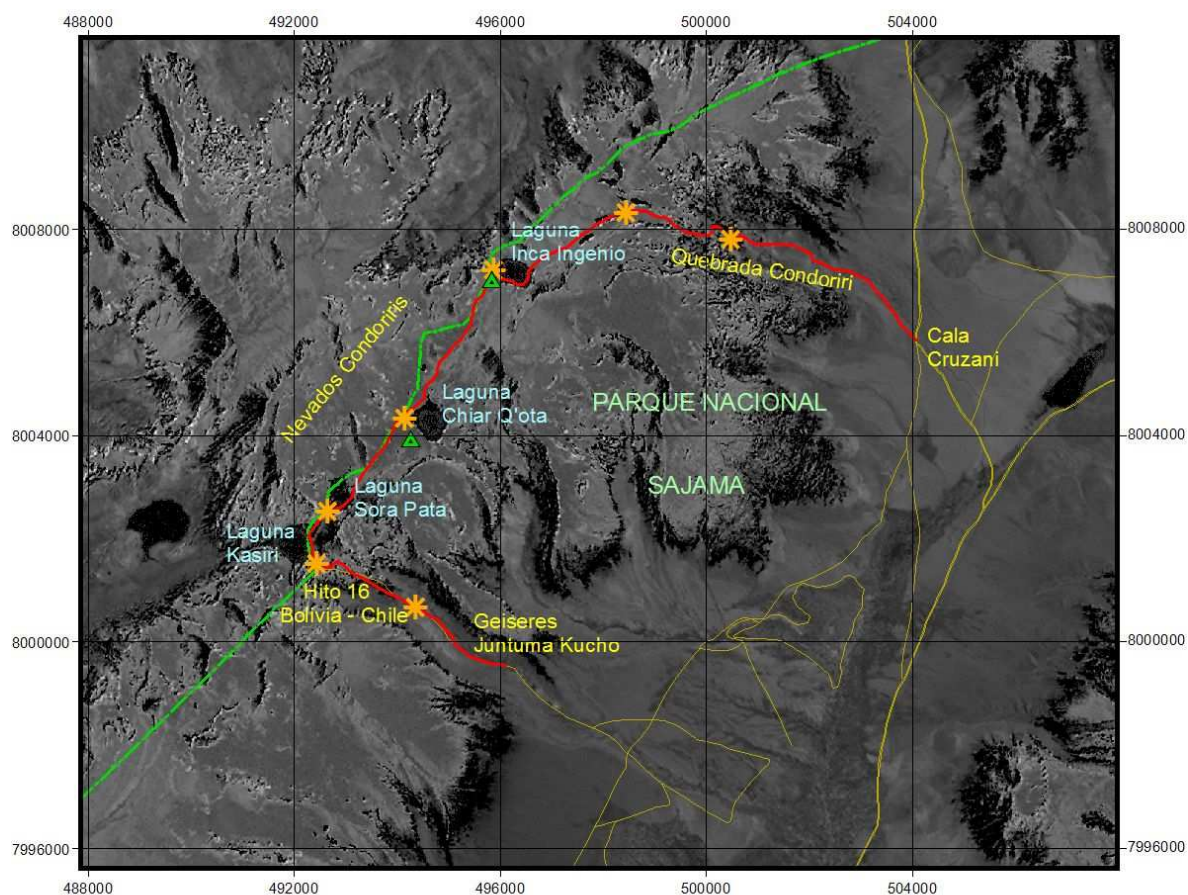 488000
492000
496000
500000
504000
8008000
8008000
Laguna
Inca Ingenio
Quebrada Condoriri
Nevados Condoriris
Cala
Cruzani
Laguna
Chiar Q'ota
PARQUE NACIONAL
8004000
8004000
SAJAMA
Laguna
Sora Pata
Laguna
Kasiri
Hito 16
Bolivia - Chile
Geiseres
Juntuma Kucho
8000000
8000000
7996000
7996000
488000
492000
496000
500000
504000